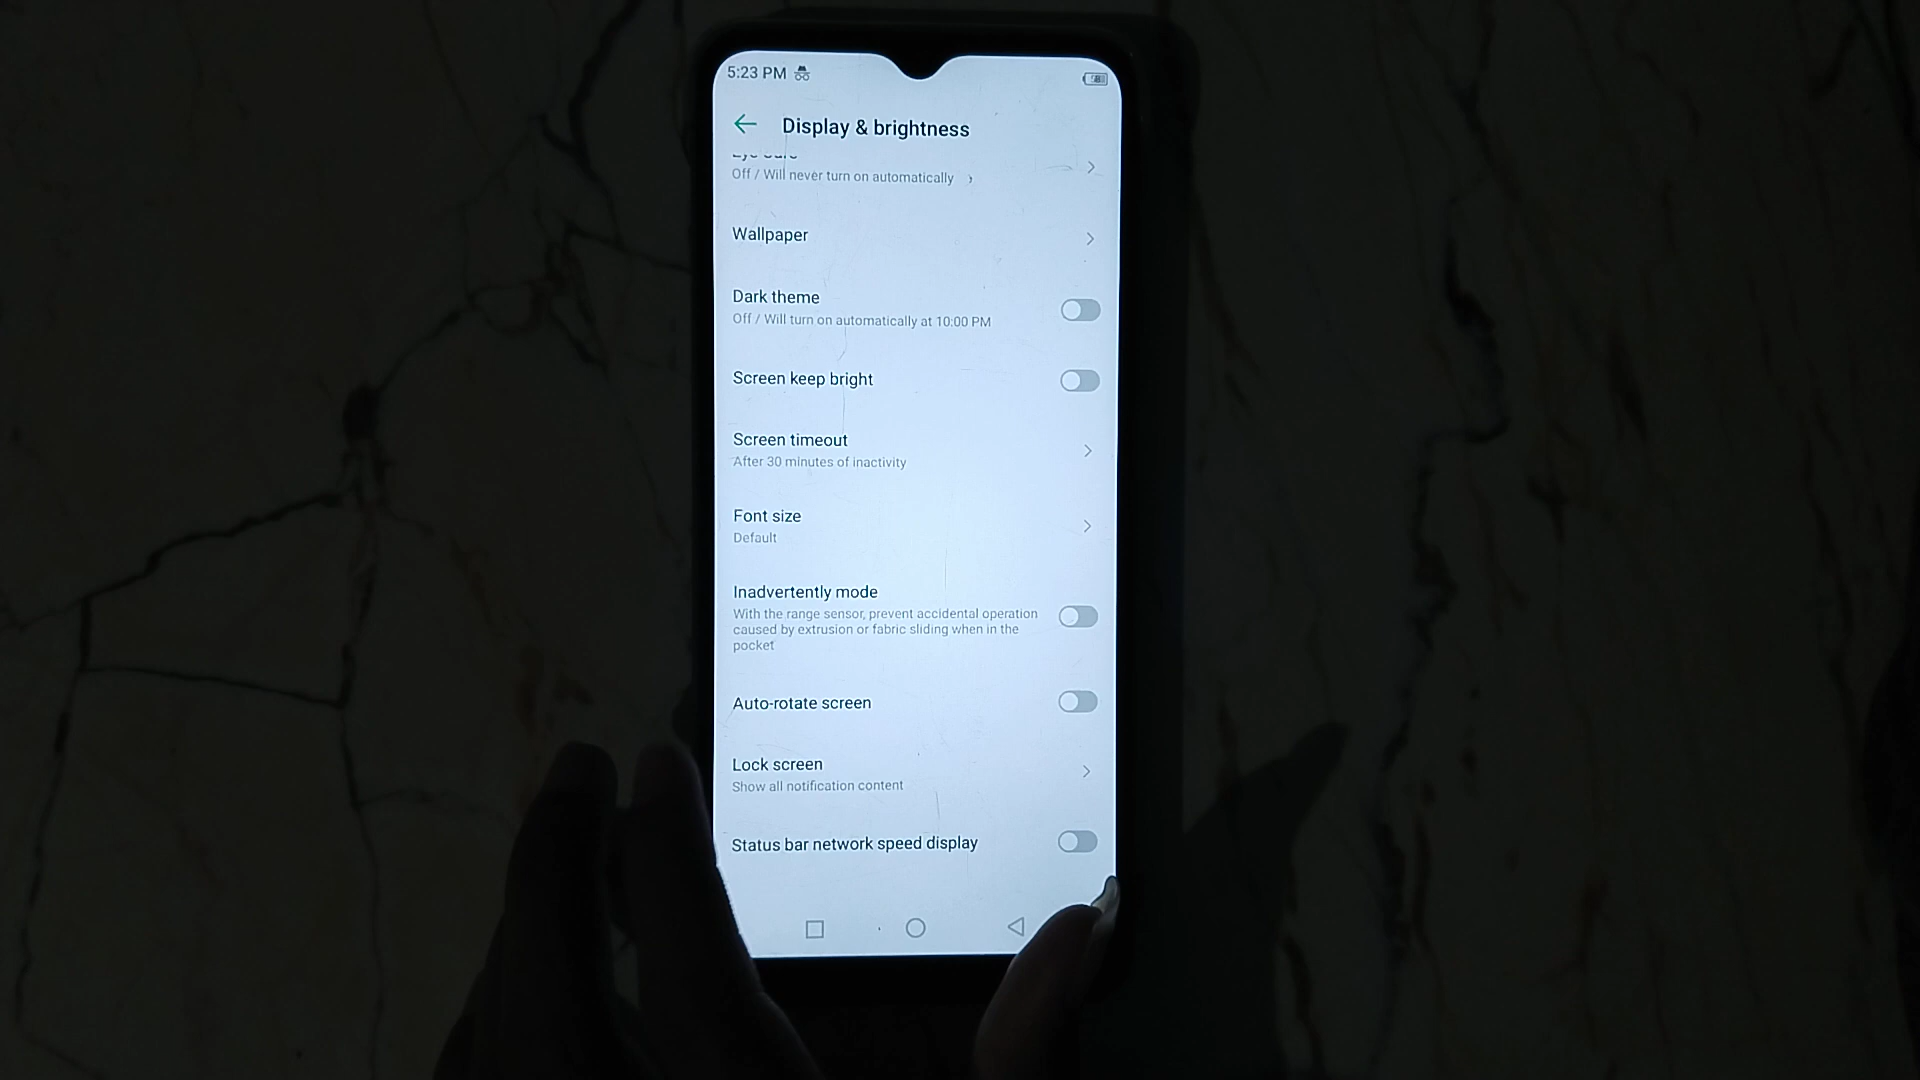 5:23 PM
Display & brightness
Off / Will never turn on automatically
Wallpaper
Dark theme
Off / Will turn on automatically at 10:00 PM
Screen keep bright
Screen timeout
After 30 minutes of inactivity
Font size
Default
Inadvertently mode
With the range sensor, prevent accidental operation
caused by extrusion or fabric sliding when in the
pocket
Auto-rotate screen
Lock screen
Show all notification content
Status bar network speed display